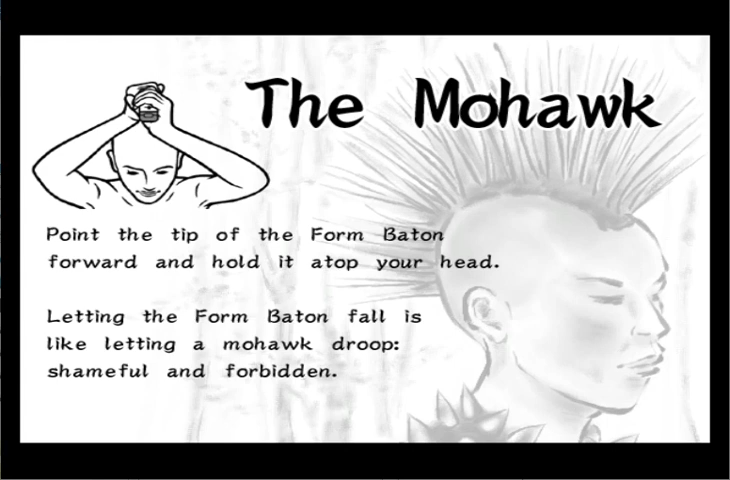 The Mohawk
Point the tip of the Form Baton
forward and hold it atop your head.
Letting the Form Baton fall is
like letting a mohawk droop:
shameful and forbidden.